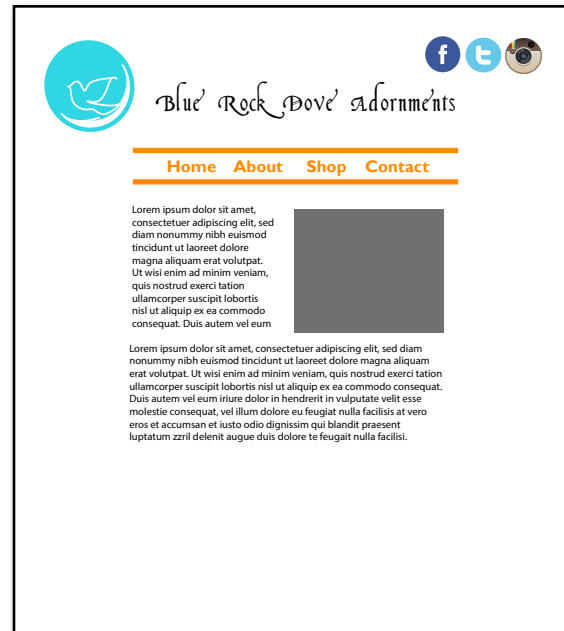 Blue Rock Dove Adornments
Home About Shop Contact
Lorem ipsum dolor sit amet,
consectetuer adipiscing elit, sed
diam nonummy nibh euismod
tincidunt ut laoreet dolore
magna aliquam erat volutpat.
Ut wisi enim ad minim veniam,
quis nostrud exerci tation
ullamcorper suscipit lobortis
nisl ut aliquip ex ea commodo
consequat. Duis autem vel eum
Lorem ipsum dolor sit amet, consectetuer adipiscing elit, sed diam
nonummy nibh euismod tincidunt ut laoreet dolore magna aliquam
erat volutpat. Ut wisi enim ad minim veniam, quis nostrud exerci tation
ullamcorper suscipit lobortis nisl ut aliquip ex ea commodo consequat.
Duis autem vel eum iriure dolor in hendrerit in vulputate velit esse
molestie consequat, vel illum dolore eu feugiat nulla facilisis at vero
eros et accumsan et iusto odio dignissim qui blandit praesent
luptatum zzril delenit augue duis dolore te feugait nulla facilisi.